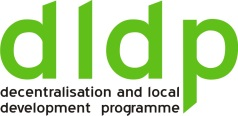 dldp
decentralisation and local
development programme